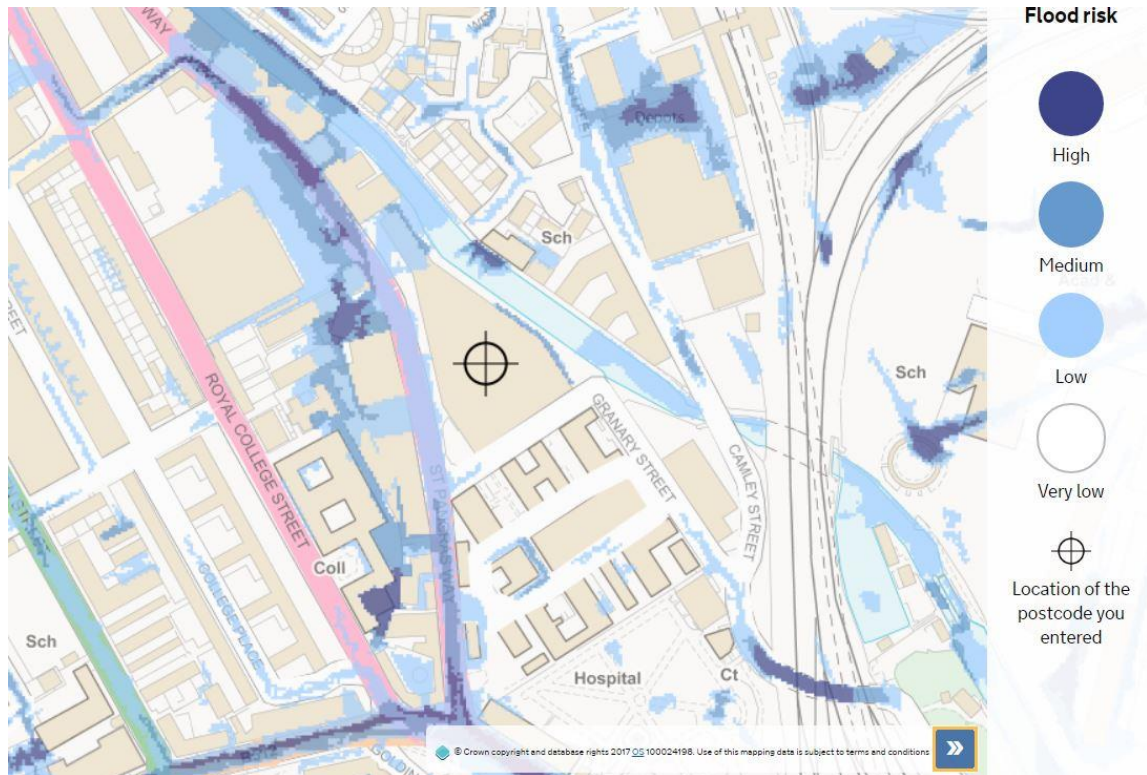 WAY
Flood risk
High
Depots
Medium
Sch
Low
Sch
ROYAL COLLEGE STREET
GRANARY STREET
CAMLEY STREET
ST PANCRAS WAY
Very low
Coll
COLLEGE PLACE
Location of the
postcode you
entered
Sch
Hospital
Ct
© Crown copyright and database rights 2017 OS 100024198. Use of this mapping data is subject to terms and conditions